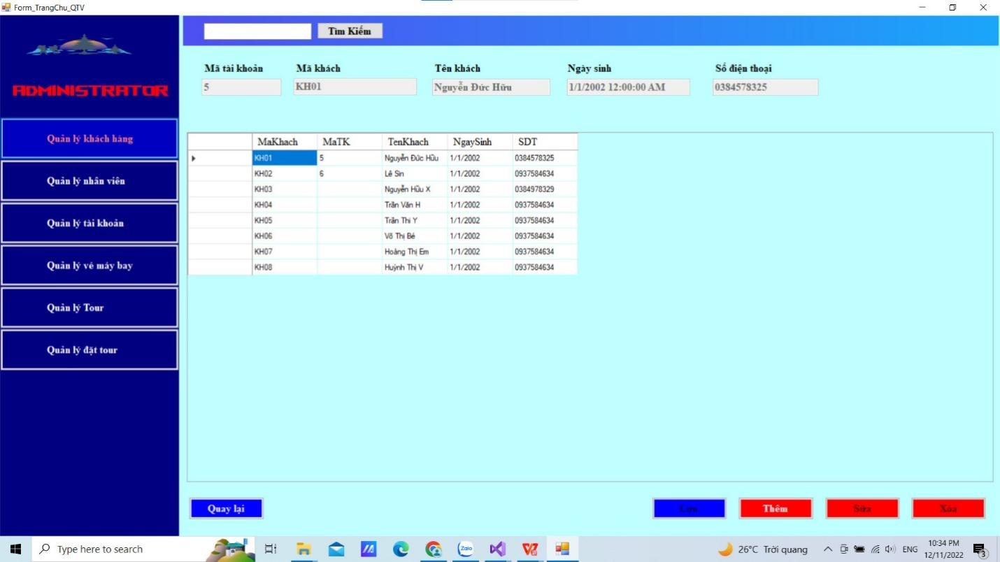 Form_TrangChu_QTV
Tìm Kiếm
ADMINISTRATOR
Mã tài khoản Mã khách Tên khách Ngày sinh Số điện thoại
5 KH01 Nguyễn Đức Hữu 1/1/2002 12:00:00 AM 0384578325
Quản lý khách hàng
Quản lý nhân viên
Quản lý tài khoản
Quản lý vé máy bay
Quản lý Tour
Quản lý đặt tour
MaKhach MaTK TenKhach NgaySinh SDT
KH01 5 Nguyễn Đức Hữu 1/1/2002 0384578325
KH02 6 Lê Sin 1/1/2002 0937584634
KH03 Nguyễn Hữu X 1/1/2002 0384978329
KH04 Trần Văn H 1/1/2002 0937584634
KH05 Trần Thi Y 1/1/2002 0937584634
KH06 Võ Thị Bé 1/1/2002 0937584634
KH07 Hoàng Thị Em 1/1/2002 0937584634
KH08 Huỳnh Thị V 1/1/2002 0937584634
Quay lại Lưu Thêm Sửa Xóa
Type here to search
Zalo
26°C Trời quang
ENG
10:34 PM
12/11/2022
3